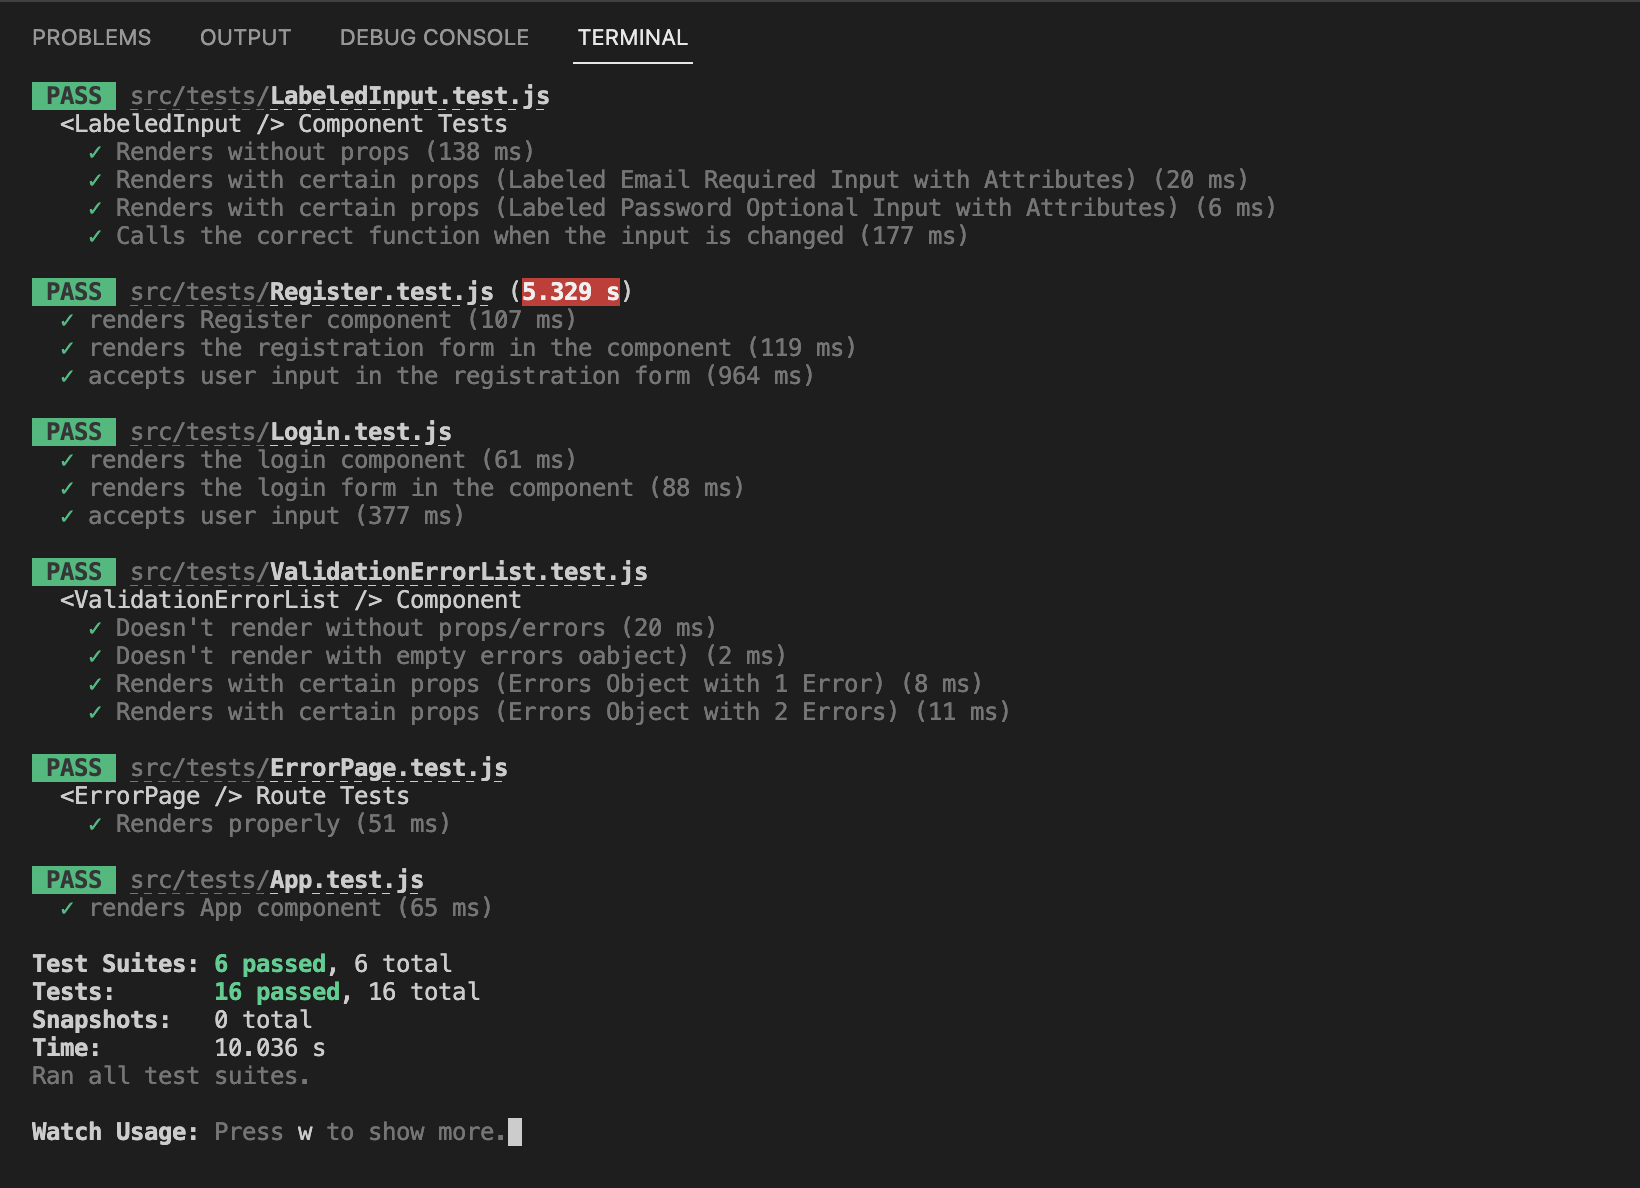 PROBLEMS OUTPUT DEBUG CONSOLE TERMINAL
PASS src/tests/LabeledInput.test.js
<LabeledInput /> Component Tests
✓ Renders without props (138 ms)
✓ Renders with certain props (Labeled Email Required Input with Attributes) (20 ms)
✓ Renders with certain props (Labeled Password Optional Input with Attributes) (6 ms)
✓ Calls the correct function when the input is changed (177 ms)
PASS src/tests/Register.test.js (5.329 s)
✓ renders Register component (107 ms)
✓ renders the registration form in the component (119 ms)
✓ accepts user input in the registration form (964 ms)
PASS src/tests/Login.test.js
✓ renders the login component (61 ms)
✓ renders the login form in the component (88 ms)
✓ accepts user input (377 ms)
PASS src/tests/ValidationErrorList.test.js
<ValidationErrorList /> Component
✓ Doesn't render without props/errors (20 ms)
✓ Doesn't render with empty errors oabject) (2 ms)
✓ Renders with certain props (Errors Object with 1 Error) (8 ms)
✓ Renders with certain props (Errors Object with 2 Errors) (11 ms)
PASS src/tests/ErrorPage.test.js
<ErrorPage /> Route Tests
✓ Renders properly (51 ms)
PASS src/tests/App.test.js
✓ renders App component (65 ms)
Test Suites: 6 passed, 6 total
Tests: 16 passed, 16 total
Snapshots: 0 total
Time: 10.036 s
Ran all test suites.
Watch Usage: Press w to show more.